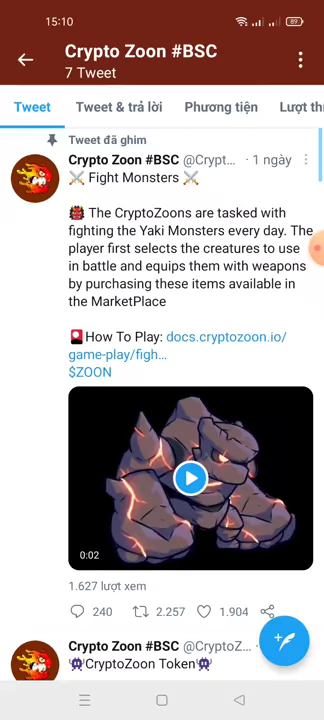 15:10
89
Crypto Zoon #BSC
7 Tweet
Tweet
Tweet & trả lời
Phương tiện
Lượt th
Tweet đã ghim
Crypto Zoon #BSC @Crypt... · 1 ngày
⚔️ Fight Monsters ⚔️
👹 The CryptoZoons are tasked with
fighting the Yaki Monsters every day. The
player first selects the creatures to use
in battle and equips them with weapons
by purchasing these items available in
the MarketPlace
🎴How To Play: docs.cryptozoon.io/
game-play/figh...
$ZOON
0:02
1.627 lượt xem
240
2.257
1.904
Crypto Zoon #BSC @CryptoZ... ·
👾CryptoZoon Token👾